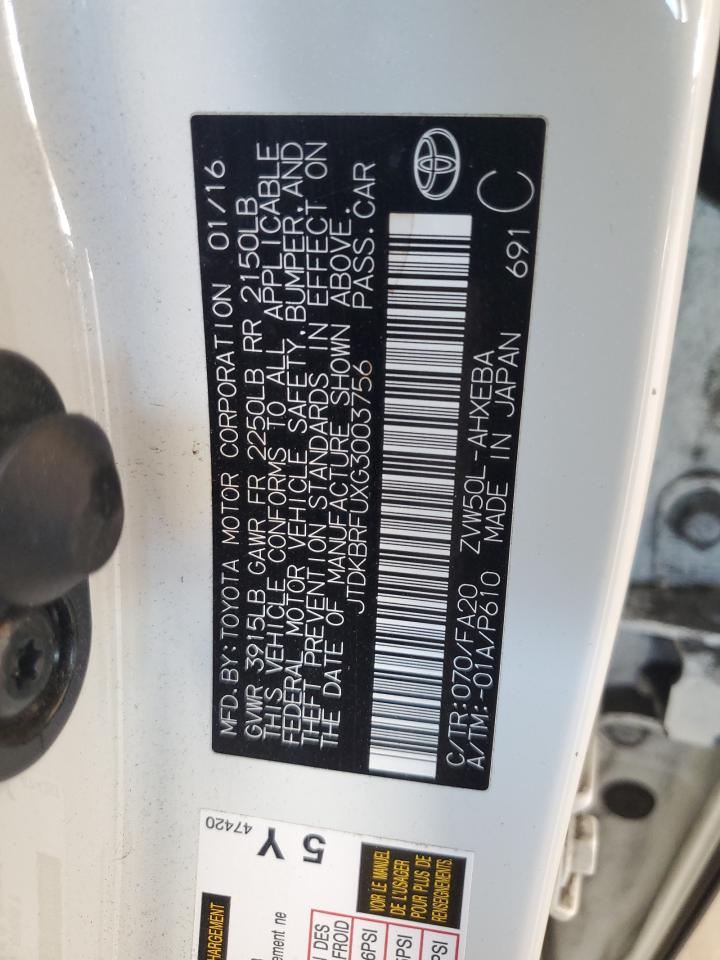 MFD. BY: TOYOTA MOTOR CORPORATION 01/16
GVWR 3915LB GAWR FR 2250LB RR 2150LB
THIS VEHICLE CONFORMS TO ALL APPLICABLE
FEDERAL MOTOR VEHICLE SAFETY, BUMPER, AND
THEFT PREVENTION STANDARDS IN EFFECT ON
THE DATE OF MANUFACTURE SHOWN ABOVE.
JTDKBRFUXG3003756 PASS. CAR
C/TR: 070/FA20 ZVW50L-AHXEBA
A/TM: -01A/P610 MADE IN JAPAN 691 C
5 Y
47420
VOIR LE MANUEL
DE L'USAGER
POUR PLUS DE
RENSEIGNEMENTS.